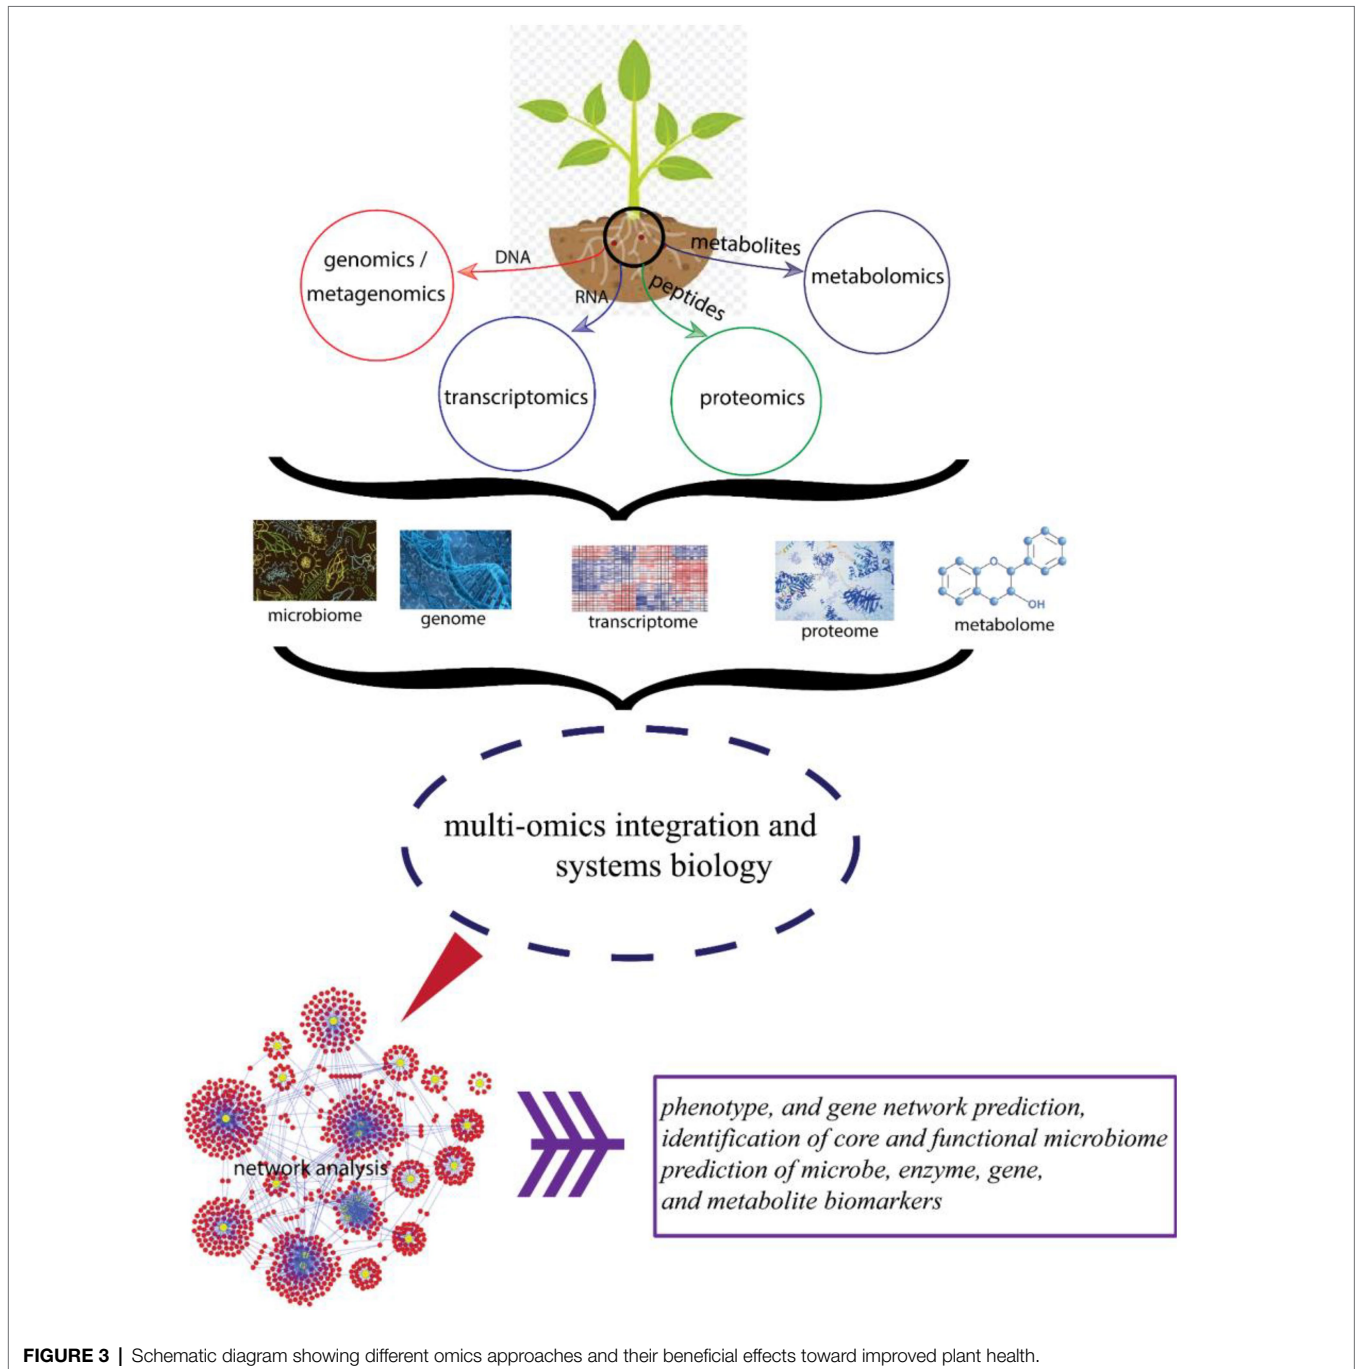 genomics /
metagenomics
DNA
RNA
peptides
metabolites
metabolomics
transcriptomics
proteomics
microbiome
genome
transcriptome
proteome
O
OH
metabolome
multi-omics integration and
systems biology
network analysis
phenotype, and gene network prediction,
identification of core and functional microbiome
prediction of microbe, enzyme, gene,
and metabolite biomarkers
FIGURE 3 | Schematic diagram showing different omics approaches and their beneficial effects toward improved plant health.